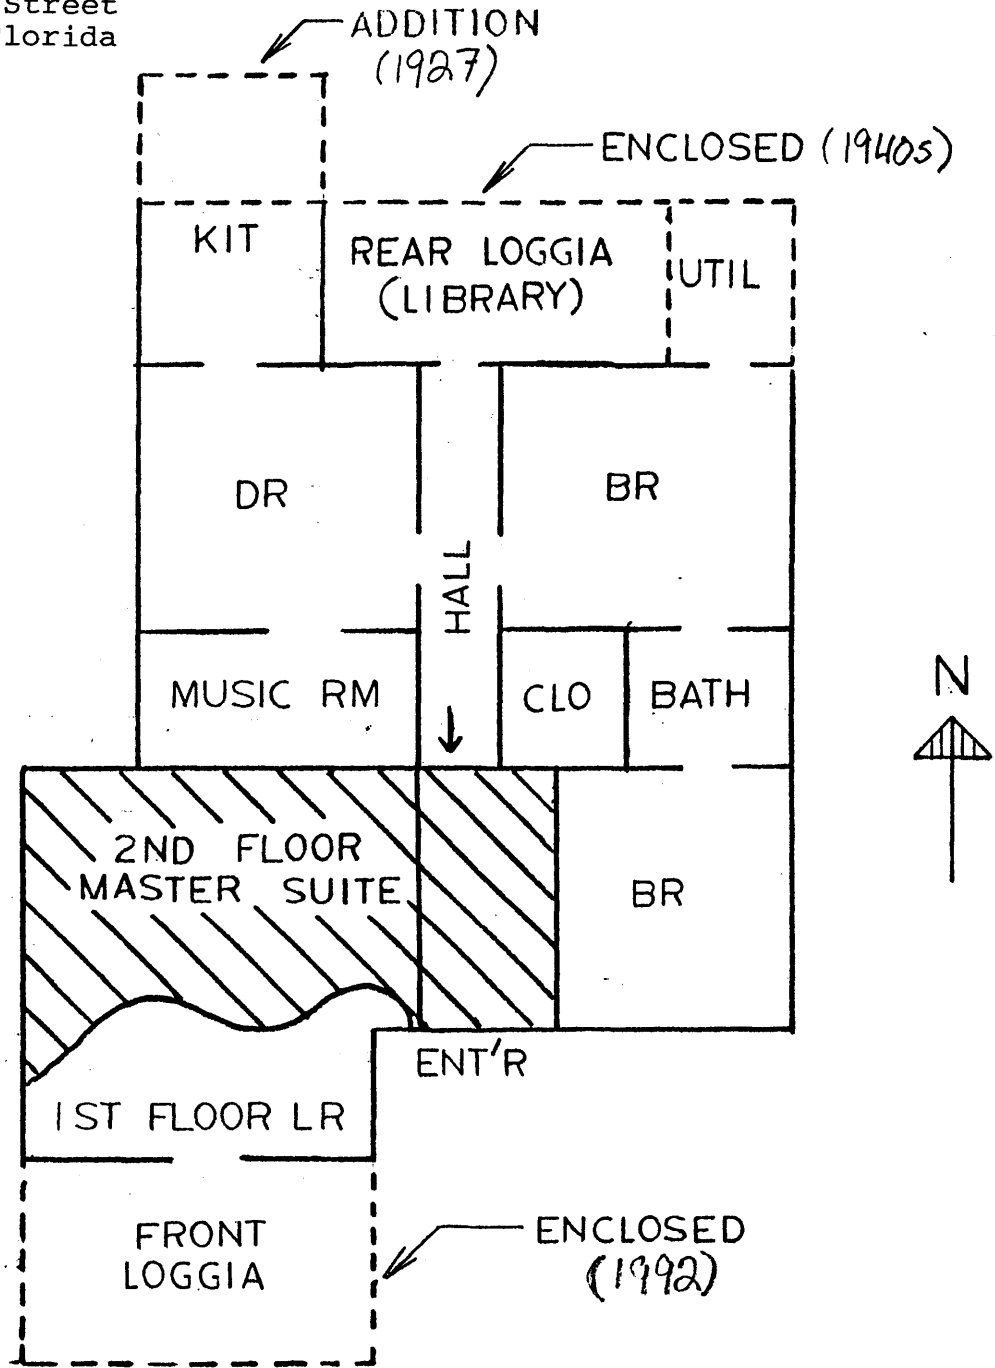 Street
lorida
ADDITION
(1927)
ENCLOSED (1940s)
KIT
REAR LOGGIA
(LIBRARY)
UTIL
DR
BR
HALL
MUSIC RM
CLO
BATH
N
2ND FLOOR
MASTER SUITE
BR
ENT'R
1ST FLOOR LR
FRONT
LOGGIA
ENCLOSED
(1992)